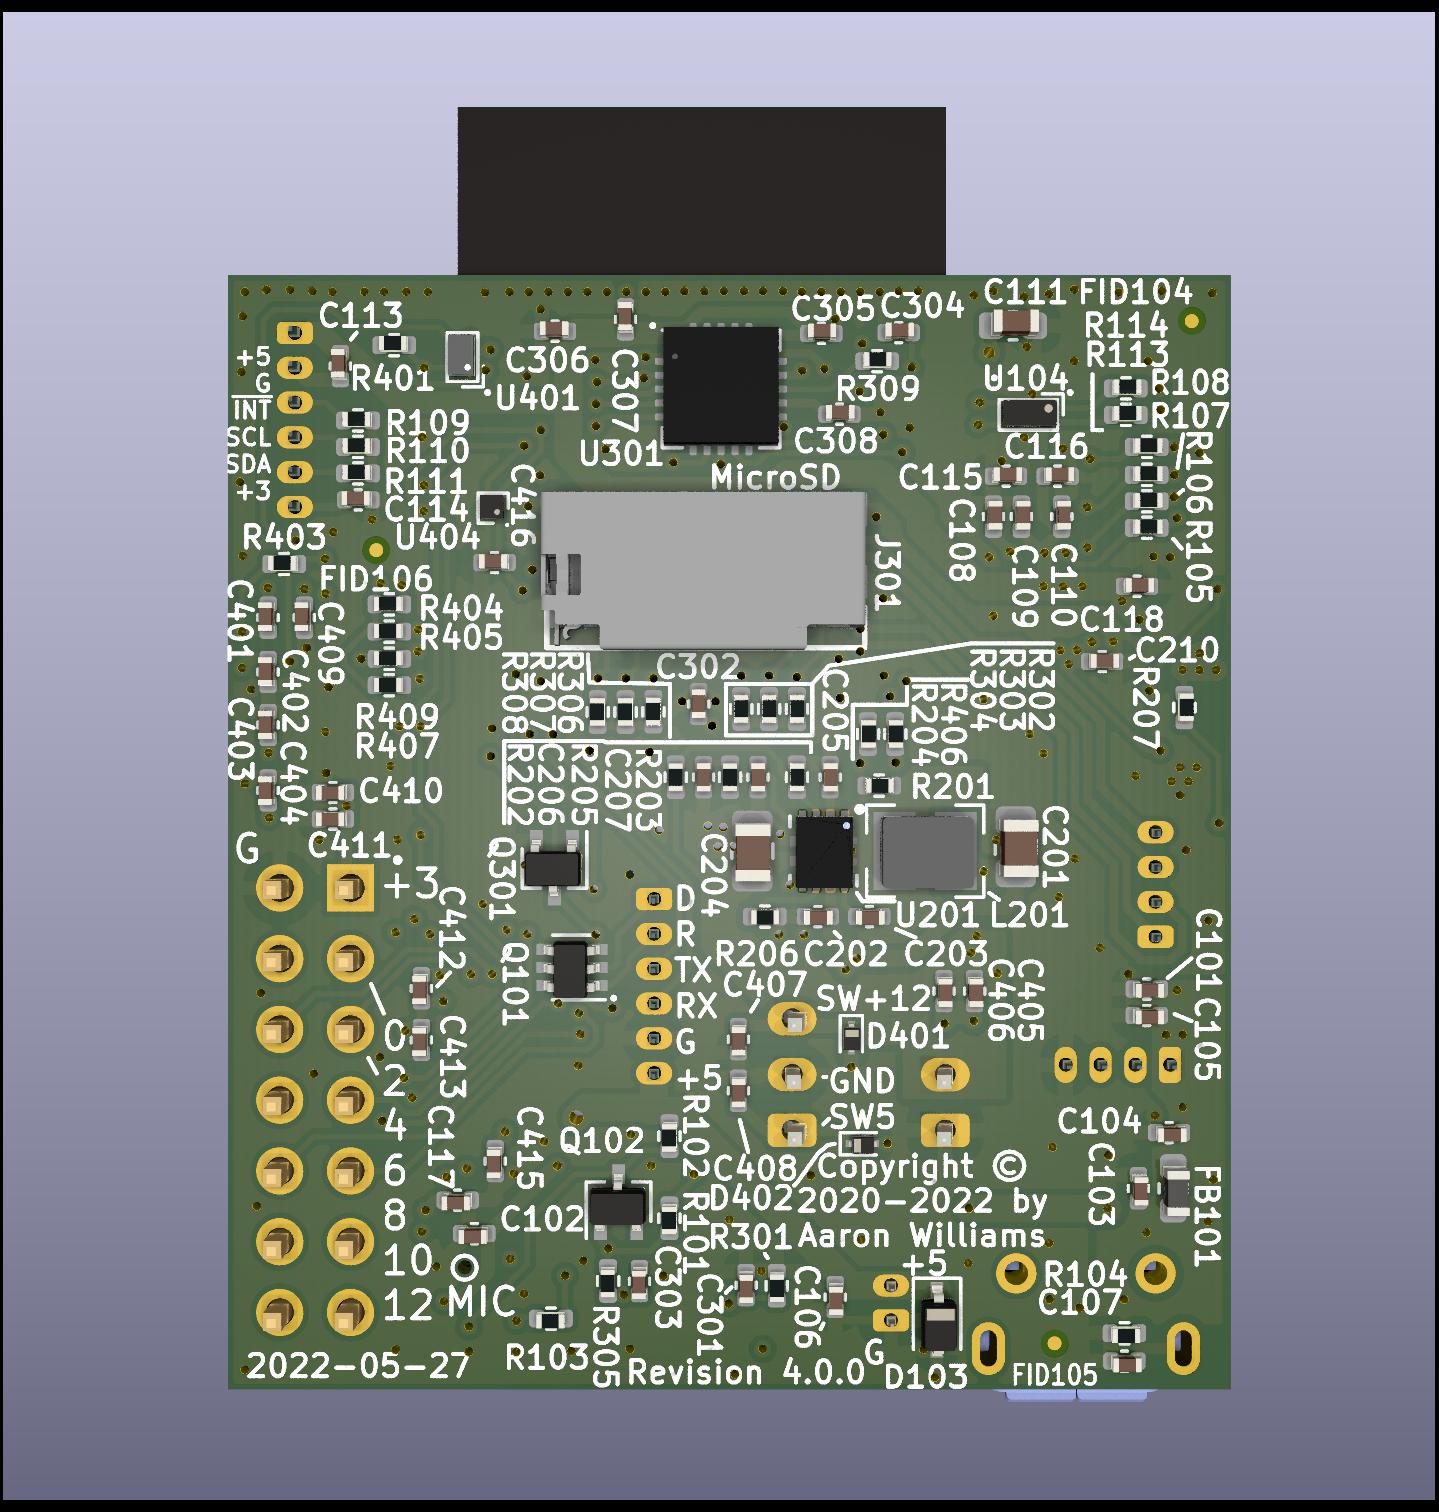 C113
C305
C304
C111
FID104
R114
R113
+5
G
INT
SCL
SDA
+3
R401
C306
U401
C307
R309
U104
R108
R107
R109
R110
R111
C114
U301
C308
C116
MicroSD
C115
R106
R105
R403
U404
C416
J301
C108
C109
C110
FID106
C401
C409
R404
R405
C118
C210
C402
C403
C404
C302
R308
R307
R306
C205
R204
R406
R304
R303
R302
R207
R409
R407
C410
R202
C206
R205
C207
R203
R201
G
C411
+3
Q301
C204
C201
U201
L201
D
R
TX
RX
G
+5
C412
Q101
R206
C202
C203
C407
SW+12
D401
C406
C405
C101
C105
0
2
4
6
8
10
12
C413
GND
SW5
C117
C415
Q102
R102
C408
D402
C104
C103
FB101
Copyright ©
2020-2022 by
Aaron Williams
C102
R101
R301
MIC
R103
R305
C303
C301
C106
+5
G
D103
R104
C107
FID105
2022-05-27
Revision 4.0.0